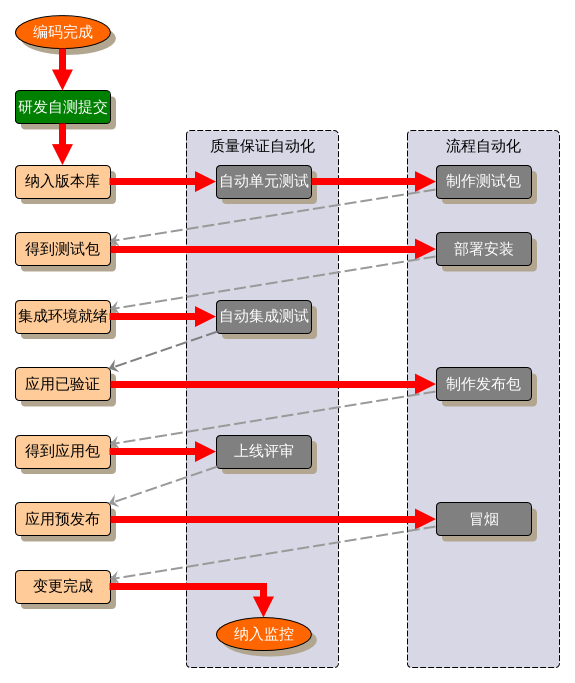 编码完成
研发自测提交
质量保证自动化
流程自动化
纳入版本库
自动单元测试
制作测试包
得到测试包
部署安装
集成环境就绪
自动集成测试
应用已验证
制作发布包
得到应用包
上线评审
应用预发布
冒烟
变更完成
纳入监控